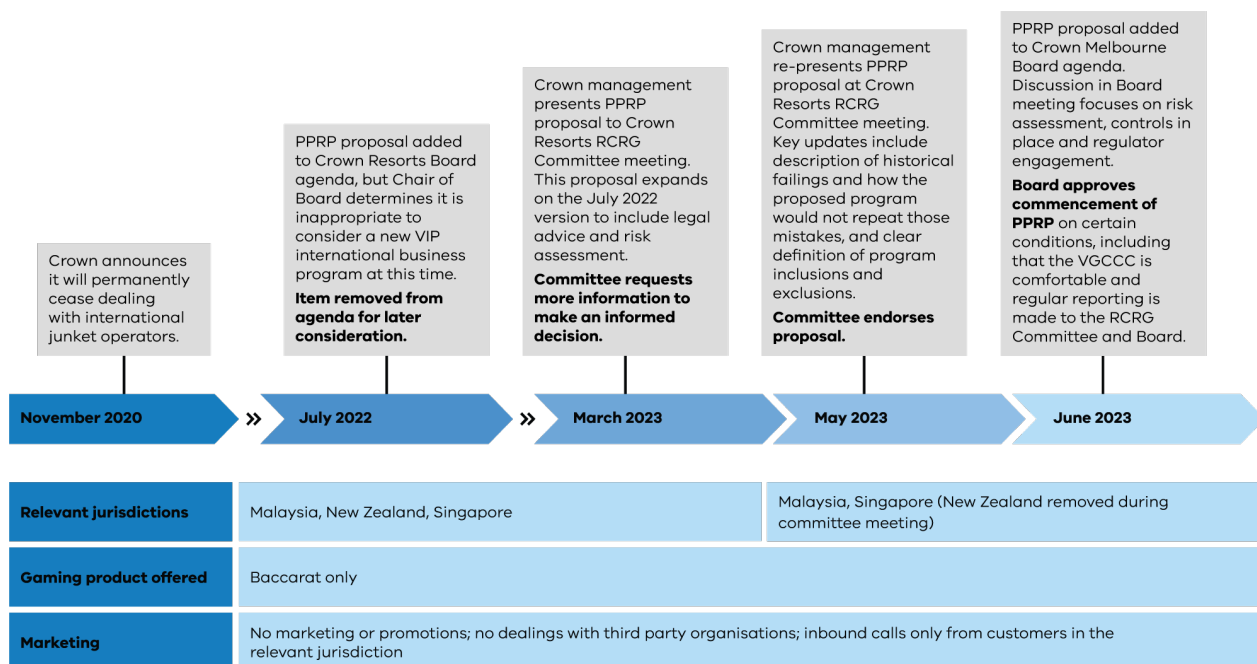 Crown announces
it will permanently
cease dealing
with international
junket operators.
PPRP proposal added
to Crown Resorts Board
agenda, but Chair of
Board determines it is
inappropriate to
consider a new VIP
international business
program at this time.
Item removed from
agenda for later
consideration.
Crown management
presents PPRP
proposal to Crown
Resorts RCRG
Committee meeting.
This proposal expands
on the July 2022
version to include legal
advice and risk
assessment.
Committee requests
more information to
make an informed
decision.
Crown management
re-presents PPRP
proposal at Crown
Resorts RCRG
Committee meeting.
Key updates include
description of historical
failings and how the
proposed program
would not repeat those
mistakes, and clear
definition of program
inclusions and
exclusions.
Committee endorses
proposal.
PPRP proposal added
to Crown Melbourne
Board agenda.
Discussion in Board
meeting focuses on risk
assessment, controls in
place and regulator
engagement.
Board approves
commencement of
PPRP on certain
conditions, including
that the VGCCC is
comfortable and
regular reporting is
made to the RCRG
Committee and Board.
November 2020
July 2022
March 2023
May 2023
June 2023
Relevant jurisdictions
Malaysia, New Zealand, Singapore
Malaysia, Singapore (New Zealand removed during
committee meeting)
Gaming product offered
Baccarat only
Marketing
No marketing or promotions; no dealings with third party organisations; inbound calls only from customers in the
relevant jurisdiction